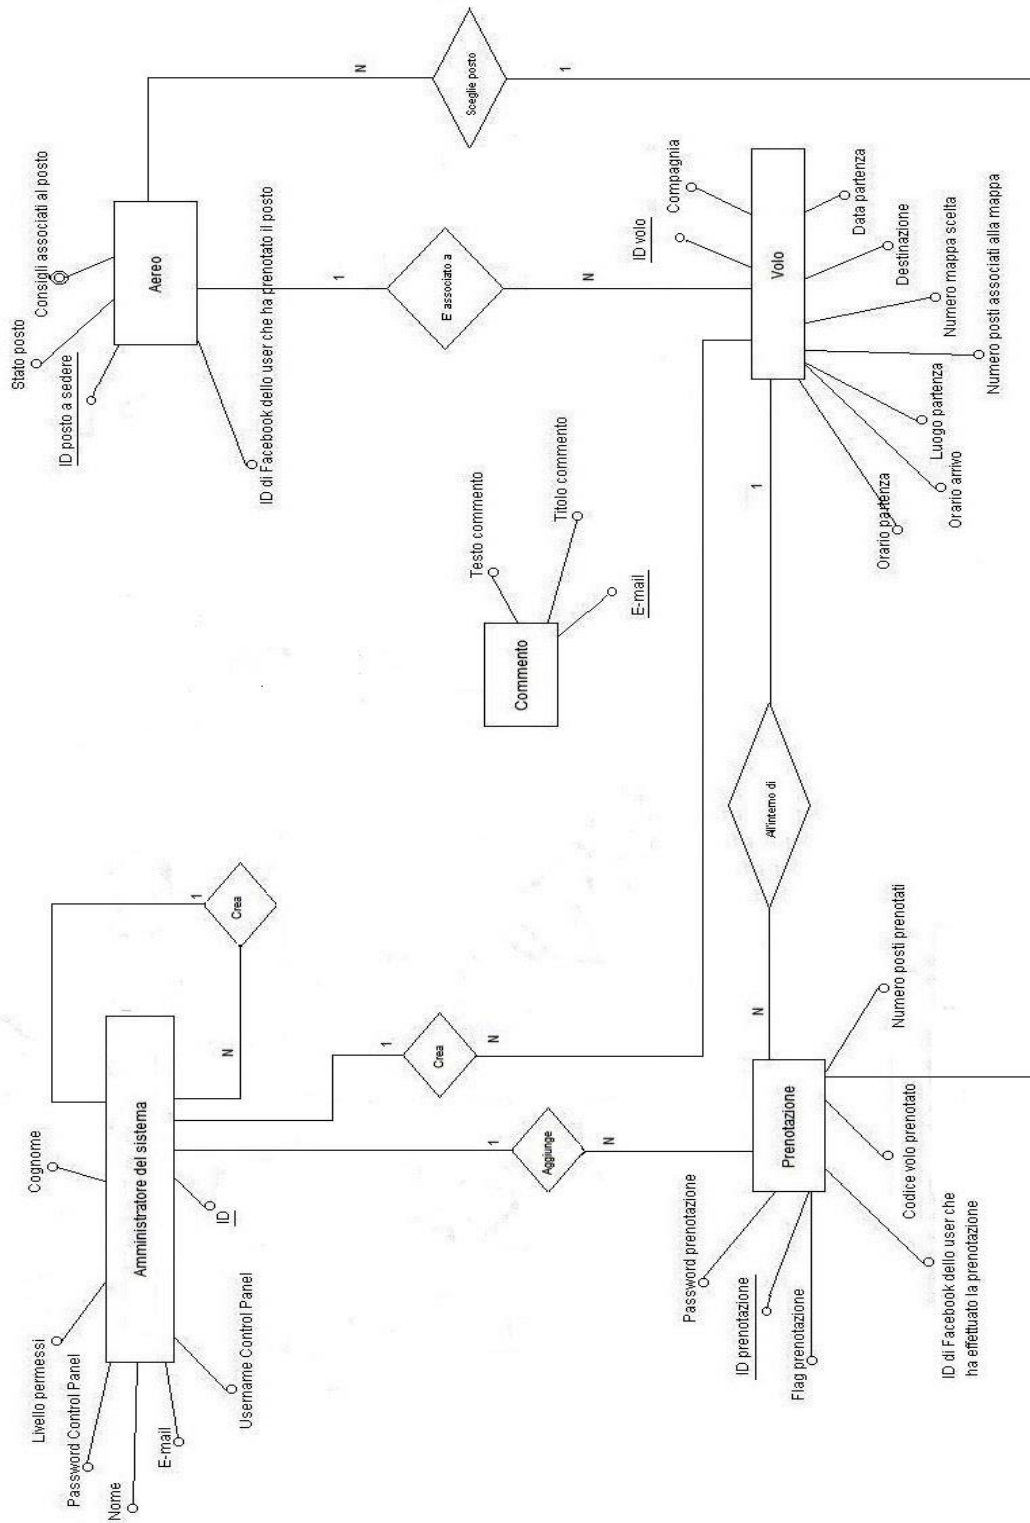 Cognome
Livello permessi
Password Control Panel
Nome
E-mail
Username Control Panel
ID
Amministratore del sistema
1
Crea
N
1
Crea
N
1
Aggiunge
N
Stato posto
Consigli associati al posto
ID posto a sedere
ID di Facebook dello user che ha prenotato il posto
Aereo
N
Sceglie posto
1
1
E associato a
N
Testo commento
Titolo commento
E-mail
Commento
Password prenotazione
ID prenotazione
Flag prenotazione
ID di Facebook dello user che
ha effettuato la prenotazione
Codice volo prenotato
Numero posti prenotati
Prenotazione
N
All'interno di
1
ID volo
Compagnia
Volo
Orario partenza
Orario arrivo
Luogo partenza
Numero posti associati alla mappa
Numero mappa scelta
Destinazione
Data partenza